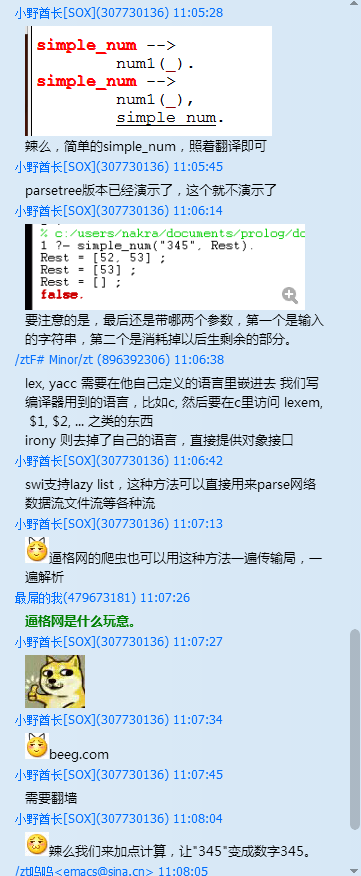 小野酋长[SOX](307730136) 11:05:28
simple_num -->
num1(_).
simple_num -->
num1(_),
simple_num.
辣么，简单的simple_num，照着翻译即可
小野酋长[SOX](307730136) 11:05:45
parsetree版本已经演示了，这个就不演示了
小野酋长[SOX](307730136) 11:06:14
% c:/users/nakra/documents/prolog/do
1 ?- simple_num("345", Rest).
Rest = [52, 53] ;
Rest = [53] ;
Rest = [] ;
false.
要注意的是，最后还是带哪两个参数，第一个是输入
的字符串，第二个是消耗掉以后生剩余的部分。
/ztF# Minor/zt (896392306) 11:06:38
lex, yacc 需要在他自己定义的语言里嵌进去 我们写
编译器用到的语言，比如c, 然后要在c里访问 lexem,
$1, $2, ... 之类的东西
irony 则去掉了自己的语言，直接提供对象接口
小野酋长[SOX](307730136) 11:06:42
swi支持lazy list，这种方法可以直接用来parse网络
数据流文件流等各种流
小野酋长[SOX](307730136) 11:07:13
逼格网的爬虫也可以用这种方法一遍传输局，一
遍解析
最屌的我(479673181) 11:07:26
逼格网是什么玩意。
小野酋长[SOX](307730136) 11:07:27
小野酋长[SOX](307730136) 11:07:34
beeg.com
小野酋长[SOX](307730136) 11:07:45
需要翻墙
小野酋长[SOX](307730136) 11:08:04
辣么我们来加点计算，让"345"变成数字345。
/zt呜呜<emacs@sina.cn> 11:08:05